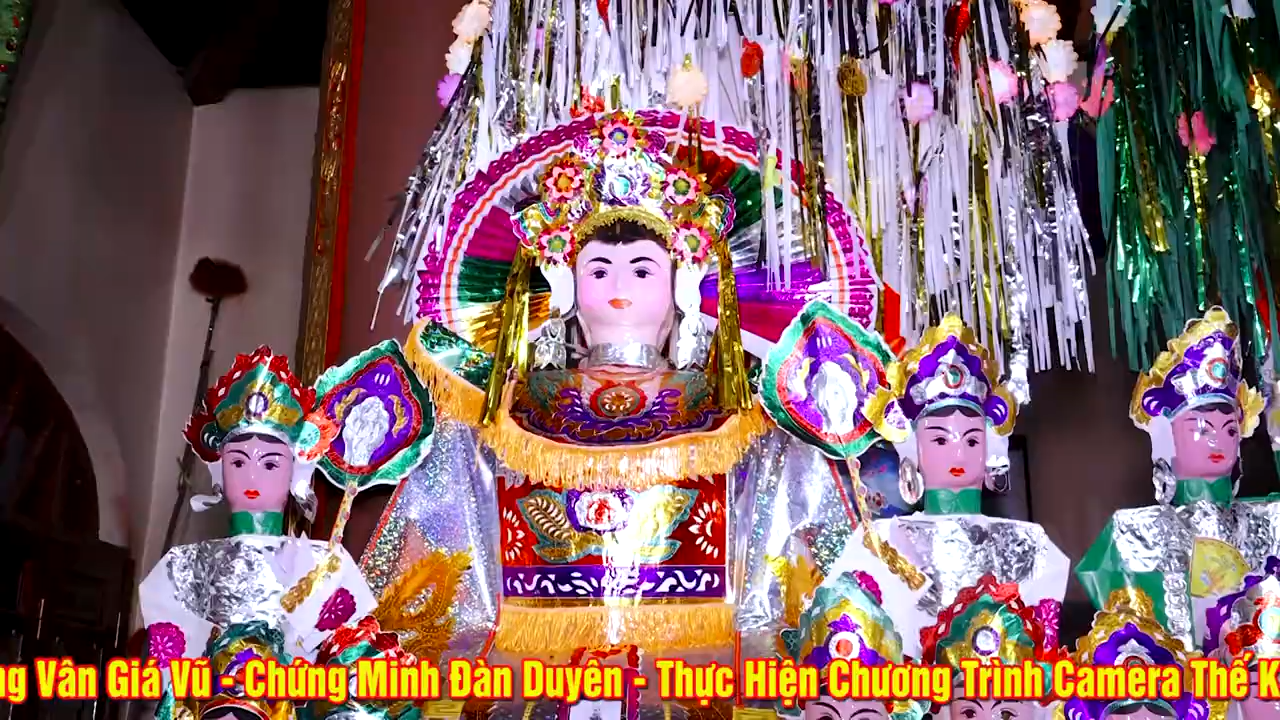 Vân Giá Vũ - Chứng Minh Đàn Duyên - Thực Hiện Chương Trình Camera Thế